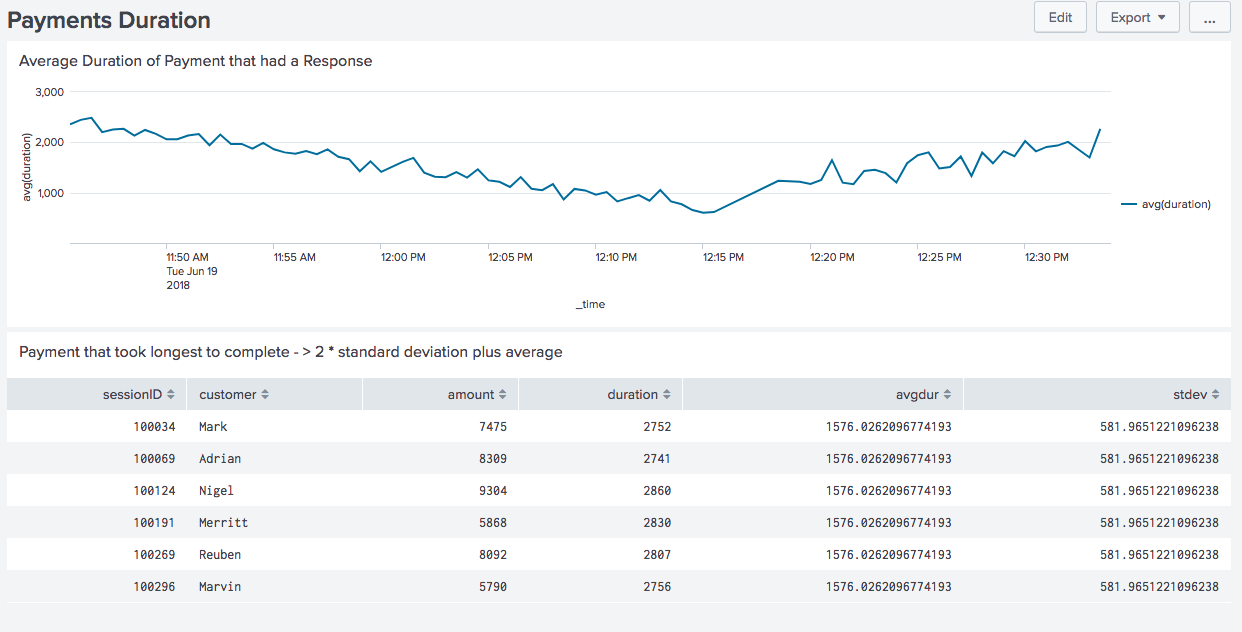 Payments Duration
Edit
Export
...
Average Duration of Payment that had a Response
3,000
2,000
1,000
avg(duration)
avg(duration)
11:50 AM 11:55 AM 12:00 PM 12:05 PM 12:10 PM 12:15 PM 12:20 PM 12:25 PM 12:30 PM
Tue Jun 19
2018
_time
Payment that took longest to complete - > 2 * standard deviation plus average
sessionID customer amount duration avgdur stdev
100034 Mark 7475 2752 1576.0262096774193 581.9651221096238
100069 Adrian 8309 2741 1576.0262096774193 581.9651221096238
100124 Nigel 9304 2860 1576.0262096774193 581.9651221096238
100191 Merritt 5868 2830 1576.0262096774193 581.9651221096238
100269 Reuben 8092 2807 1576.0262096774193 581.9651221096238
100296 Marvin 5790 2756 1576.0262096774193 581.9651221096238